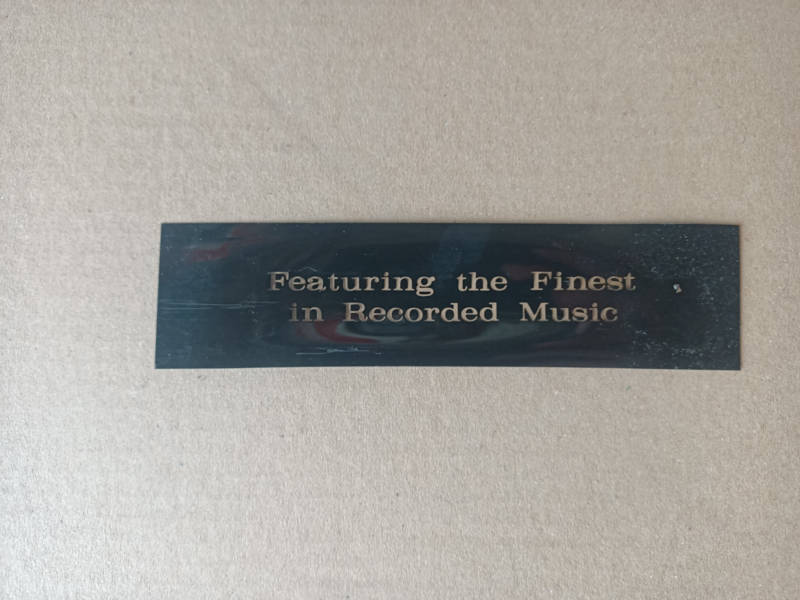 Featuring the Finest
in Recorded Music